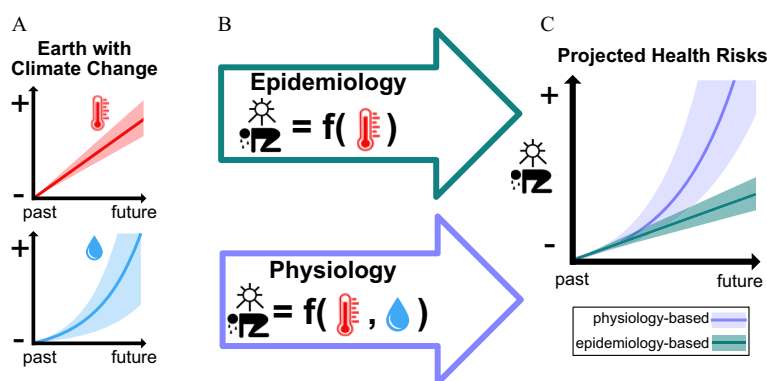 A
Earth with
Climate Change
+
-
past future
+
-
past future
B
Epidemiology
= f( )
Physiology
= f( , )
C
Projected Health Risks
+
-
past future
physiology-based
epidemiology-based